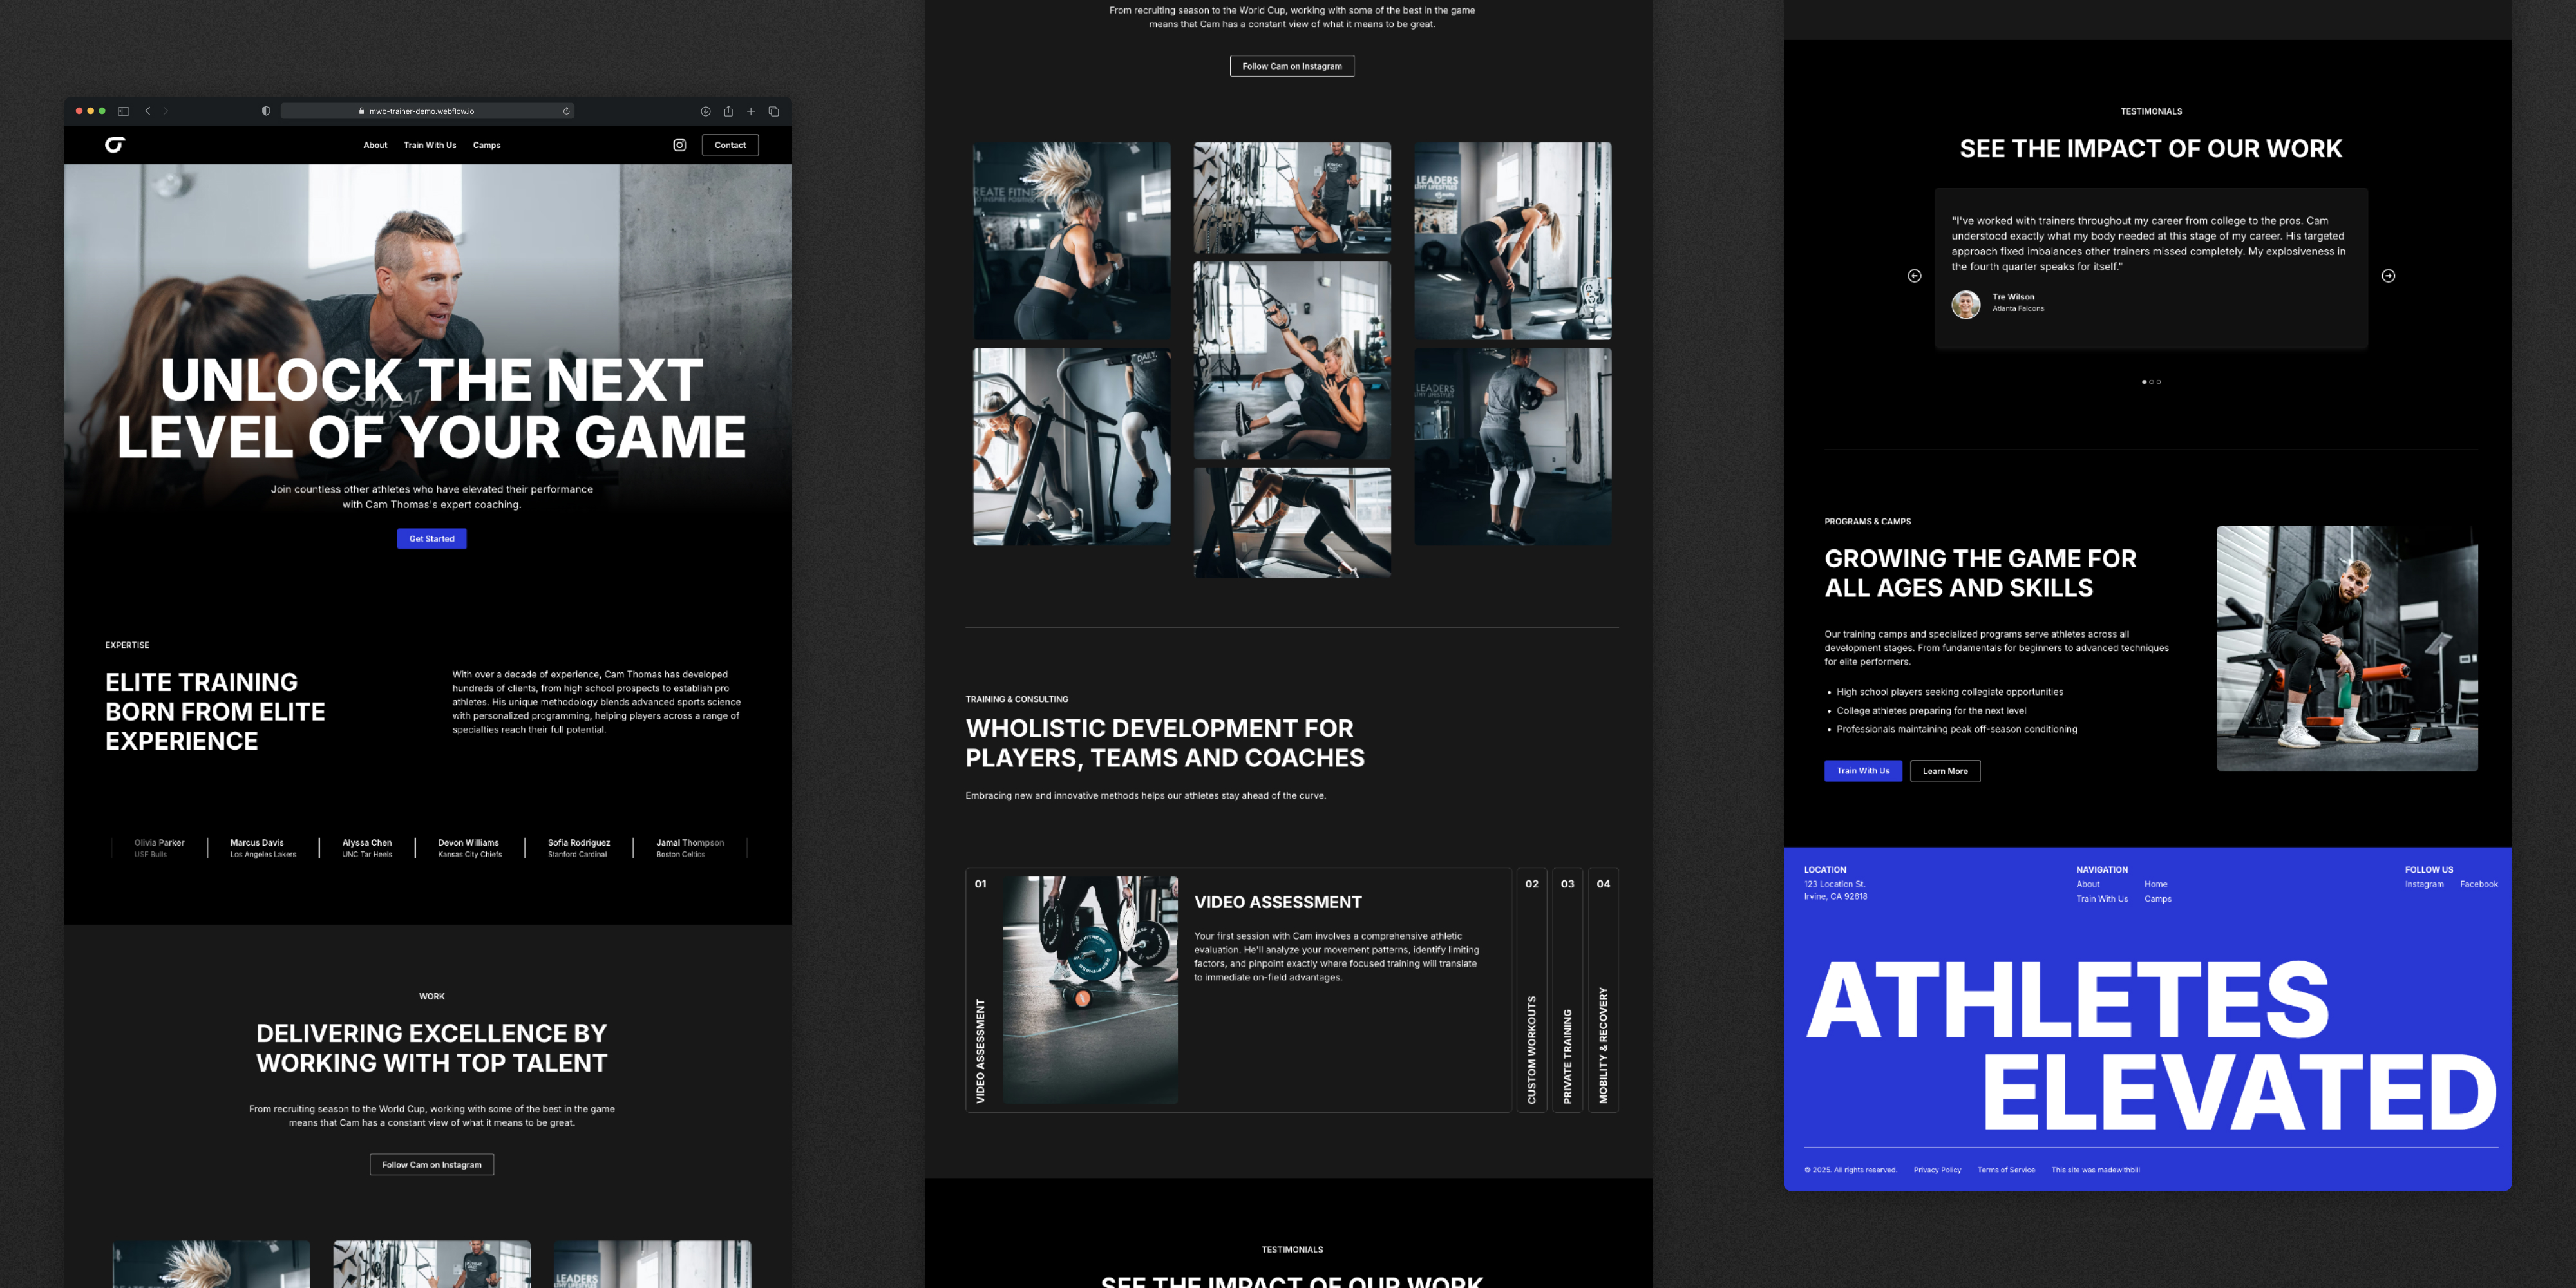 mwb-trainer-demo.webflow.io
About
Train With Us
Camps
Contact
SWEAT
DAILY
UNLOCK THE NEXT
LEVEL OF YOUR GAME
Join countless other athletes who have elevated their performance
with Cam Thomas's expert coaching.
Get Started
EXPERTISE
ELITE TRAINING
BORN FROM ELITE
EXPERIENCE
With over a decade of experience, Cam Thomas has developed
hundreds of clients, from high school prospects to establish pro
athletes. His unique methodology blends advanced sports science
with personalized programming, helping players across a range of
specialties reach their full potential.
Olivia Parker
USF Bulls
Marcus Davis
Los Angeles Lakers
Alyssa Chen
UNC Tar Heels
Devon Williams
Kansas City Chiefs
Sofia Rodriguez
Stanford Cardinal
Jamal Thompson
Boston Celtics
WORK
DELIVERING EXCELLENCE BY
WORKING WITH TOP TALENT
From recruiting season to the World Cup, working with some of the best in the game
means that Cam has a constant view of what it means to be great.
Follow Cam on Instagram
LEADERS
From recruiting season to the World Cup, working with some of the best in the game
means that Cam has a constant view of what it means to be great.
Follow Cam on Instagram
REATE FITNE
LEADERS
THY LIFESTYLES
DAILY.
LEADERS
THY LIFESTYLES
TRAINING & CONSULTING
WHOLISTIC DEVELOPMENT FOR
PLAYERS, TEAMS AND COACHES
Embracing new and innovative methods helps our athletes stay ahead of the curve.
01
VIDEO ASSESSMENT
VIDEO ASSESSMENT
Your first session with Cam involves a comprehensive athletic
evaluation. He'll analyze your movement patterns, identify limiting
factors, and pinpoint exactly where focused training will translate
to immediate on-field advantages.
02
CUSTOM WORKOUTS
03
PRIVATE TRAINING
04
MOBILITY & RECOVERY
TESTIMONIALS
SEE THE IMPACT OF OUR WORK
TESTIMONIALS
SEE THE IMPACT OF OUR WORK
"I've worked with trainers throughout my career from college to the pros. Cam
understood exactly what my body needed at this stage of my career. His targeted
approach fixed imbalances other trainers missed completely. My explosiveness in
the fourth quarter speaks for itself."
Tre Wilson
Atlanta Falcons
PROGRAMS & CAMPS
GROWING THE GAME FOR
ALL AGES AND SKILLS
Our training camps and specialized programs serve athletes across all
development stages. From fundamentals for beginners to advanced techniques
for elite performers.
• High school players seeking collegiate opportunities
• College athletes preparing for the next level
• Professionals maintaining peak off-season conditioning
Train With Us
Learn More
LOCATION
123 Location St.
Irvine, CA 92618
NAVIGATION
About
Home
Train With Us
Camps
FOLLOW US
Instagram
Facebook
ATHLETES
ELEVATED
© 2025. All rights reserved.
Privacy Policy
Terms of Service
This site was madewithbill